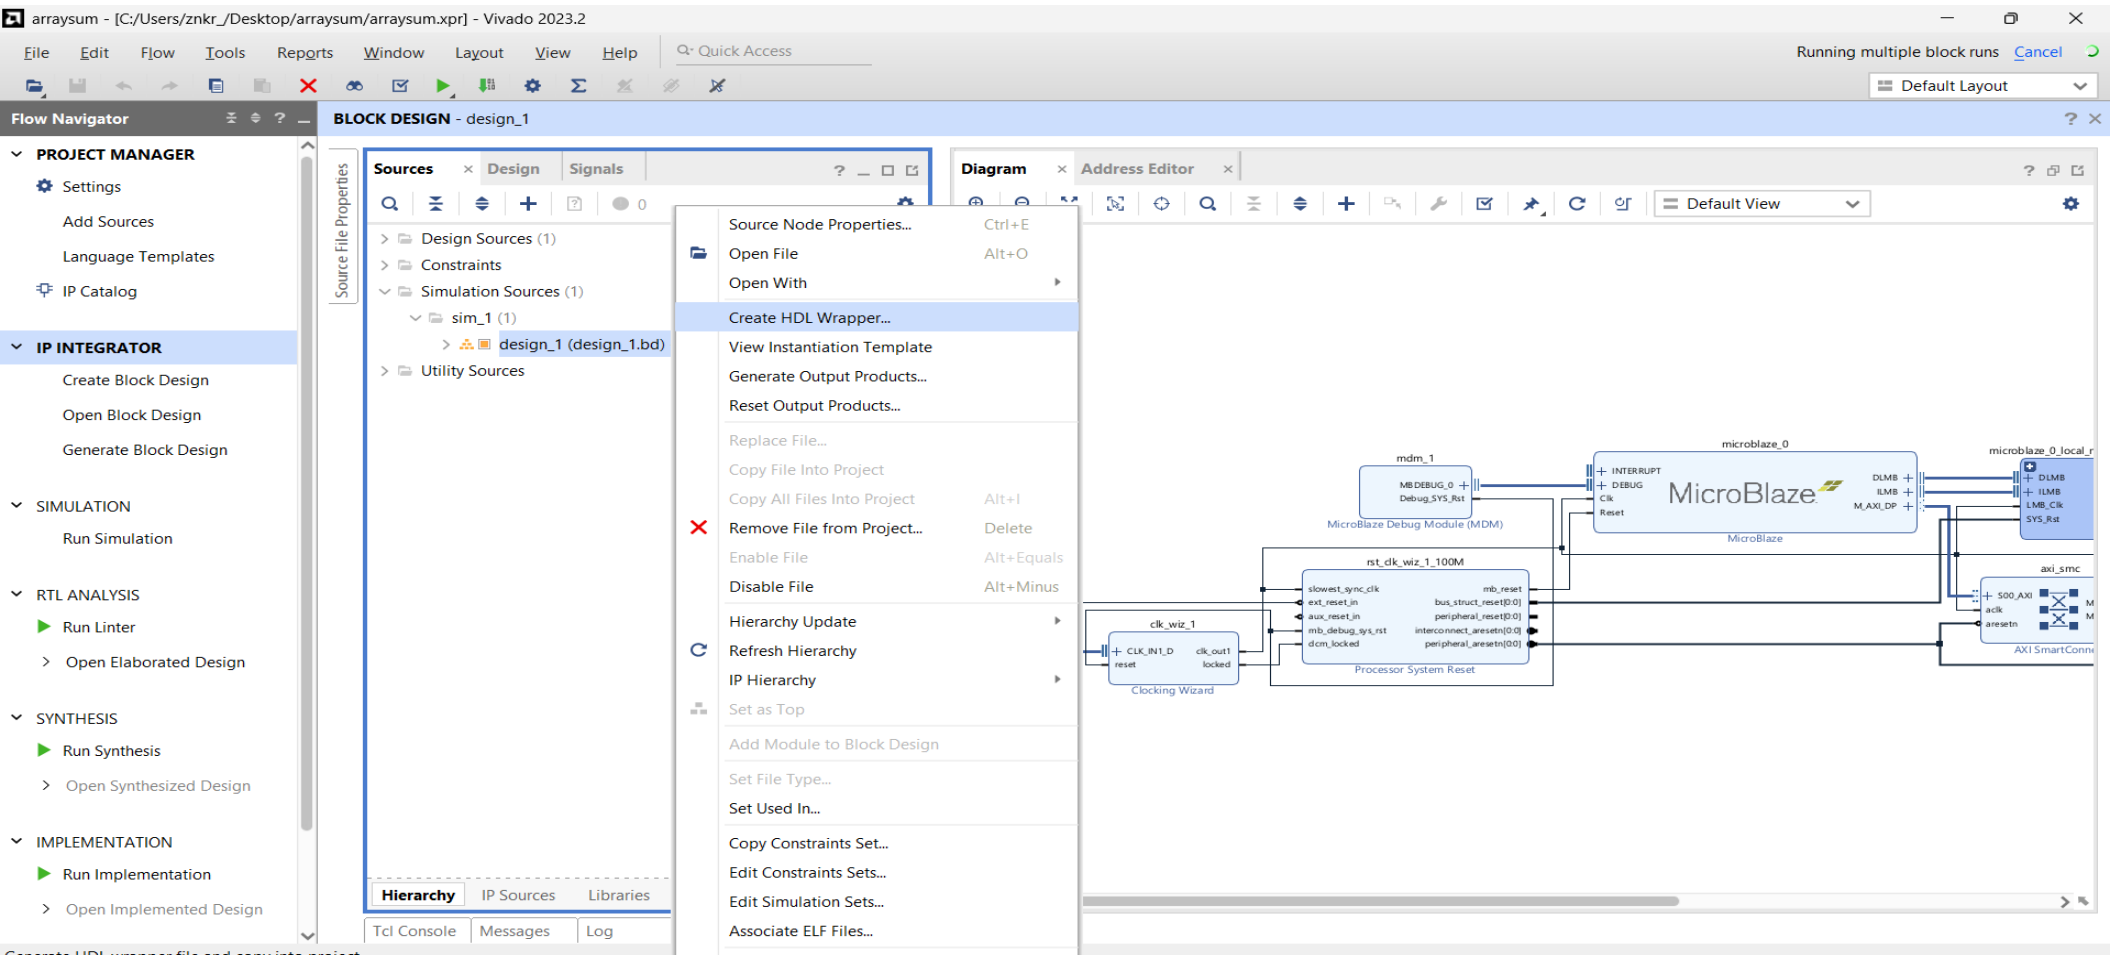 arraysum - [C:/Users/znkr_/Desktop/arraysum/arraysum.xpr] - Vivado 2023.2
File Edit Flow Tools Reports Window Layout View Help Quick Access
Running multiple block runs Cancel
Default Layout
Flow Navigator
PROJECT MANAGER
Settings
Add Sources
Language Templates
IP Catalog
IP INTEGRATOR
Create Block Design
Open Block Design
Generate Block Design
SIMULATION
Run Simulation
RTL ANALYSIS
Run Linter
Open Elaborated Design
SYNTHESIS
Run Synthesis
Open Synthesized Design
IMPLEMENTATION
Run Implementation
Open Implemented Design
Generate HDL wrapper file and copy into project
BLOCK DESIGN - design_1
Source File Properties
Sources Design Signals
0
Design Sources (1)
Constraints
Simulation Sources (1)
sim_1 (1)
design_1 (design_1.bd)
Utility Sources
Hierarchy IP Sources Libraries
Tcl Console Messages Log
Source Node Properties... Ctrl+E
Open File Alt+O
Open With
Create HDL Wrapper...
View Instantiation Template
Generate Output Products...
Reset Output Products...
Replace File...
Copy File Into Project
Copy All Files Into Project Alt+I
Remove File from Project... Delete
Enable File Alt+Equals
Disable File Alt+Minus
Hierarchy Update
Refresh Hierarchy
IP Hierarchy
Set as Top
Add Module to Block Design
Set File Type...
Set Used In...
Copy Constraints Set...
Edit Constraints Sets...
Edit Simulation Sets...
Associate ELF Files...
Diagram Address Editor
Default View
mdm_1
MBDEBUG_0
Debug_SYS_Rst
MicroBlaze Debug Module (MDM)
microblaze_0
INTERRUPT
DEBUG
Clk
Reset
MicroBlaze
DLMB
ILMB
M_AXI_DP
MicroBlaze
microblaze_0_local_r
DLMB
ILMB
LMB_Clk
SYS_Rst
rst_clk_wiz_1_100M
slowest_sync_clk
ext_reset_in
aux_reset_in
mb_debug_sys_rst
dcm_locked
mb_reset
bus_struct_reset[0:0]
peripheral_reset[0:0]
interconnect_aresetn[0:0]
peripheral_aresetn[0:0]
Processor System Reset
clk_wiz_1
CLK_IN1_D
reset
clk_out1
locked
Clocking Wizard
axi_smc
S00_AXI
aclk
aresetn
M
M
AXI SmartConn